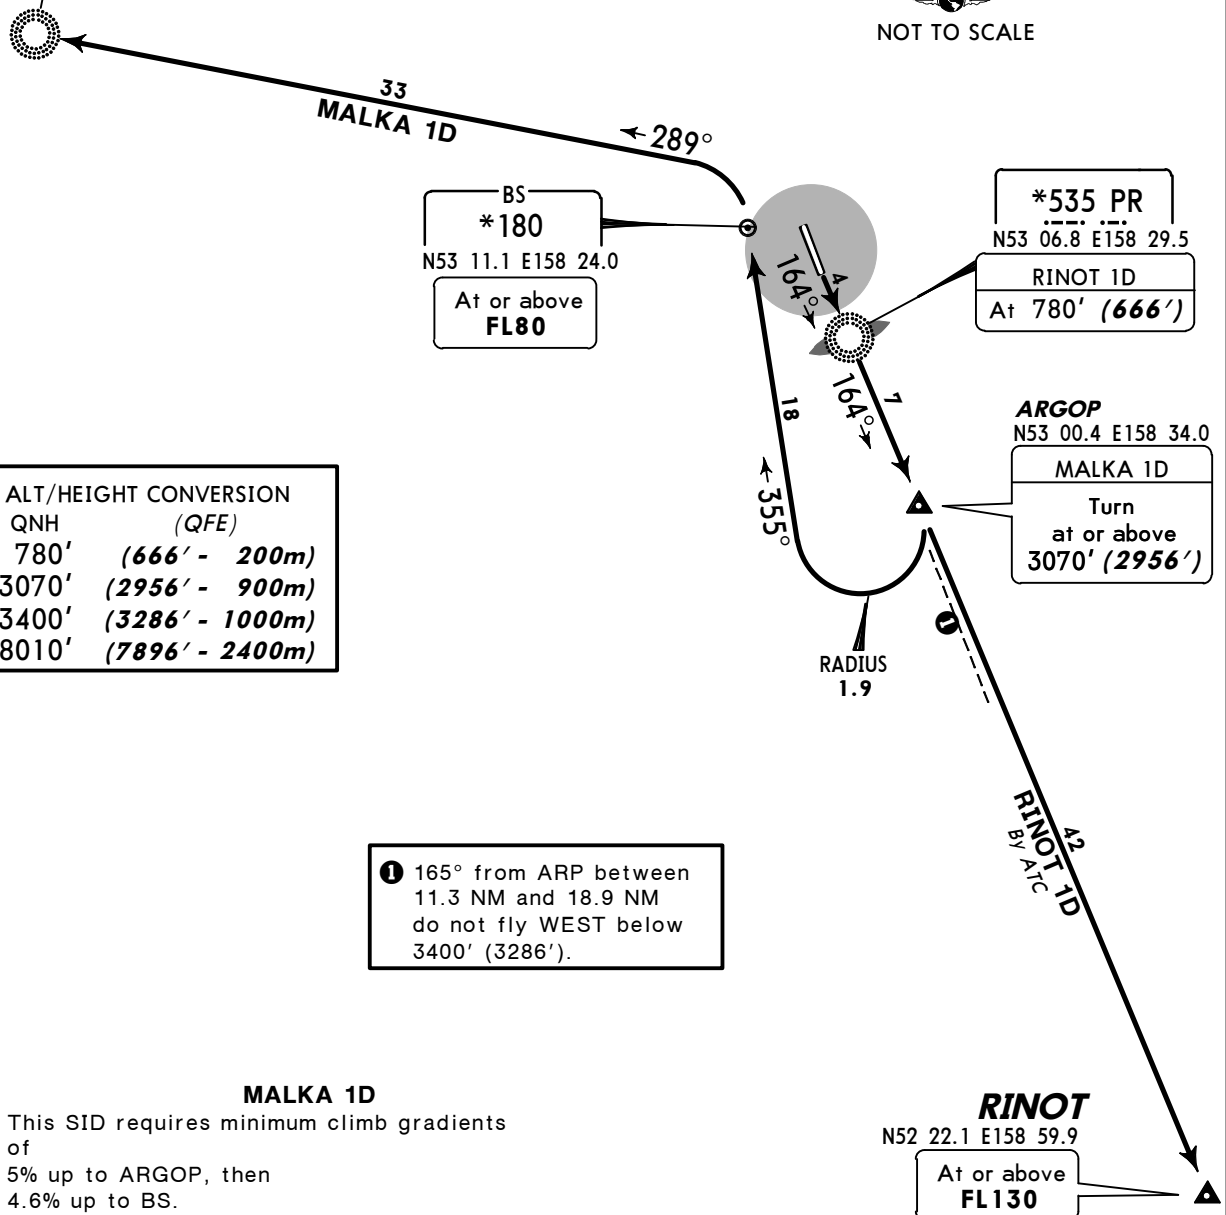 NOT TO SCALE
33
MALKA 1D
289°
BS
*180
N53 11.1 E158 24.0
At or above
FL80
*535 PR
N53 06.8 E158 29.5
RINOT 1D
At 780' (666')
164°
4
164°
7
18
355°
ARGOP
N53 00.4 E158 34.0
MALKA 1D
Turn
at or above
3070' (2956')
ALT/HEIGHT CONVERSION
QNH (QFE)
780' (666' - 200m)
3070' (2956' - 900m)
3400' (3286' - 1000m)
8010' (7896' - 2400m)
1
RADIUS
1.9
42
RINOT 1D
By ATC
1 165° from ARP between
11.3 NM and 18.9 NM
do not fly WEST below
3400' (3286').
MALKA 1D
This SID requires minimum climb gradients
of
5% up to ARGOP, then
4.6% up to BS.
RINOT
N52 22.1 E158 59.9
At or above
FL130